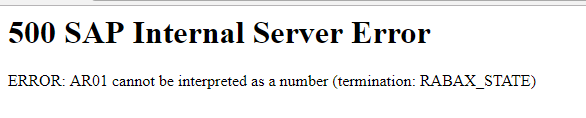 500 SAP Internal Server Error
ERROR: AR01 cannot be interpreted as a number (termination: RABAX_STATE)